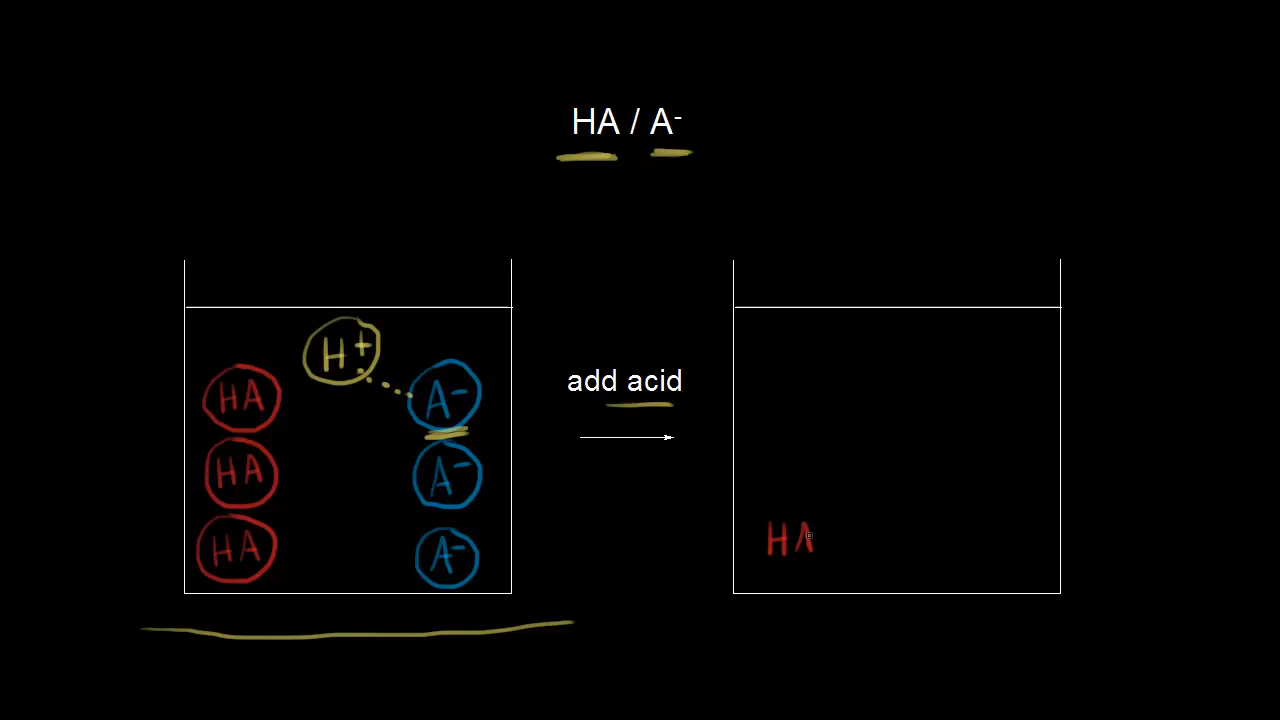 HA / A-
H+
HA A-
add acid
HA A-
HA A-
HA